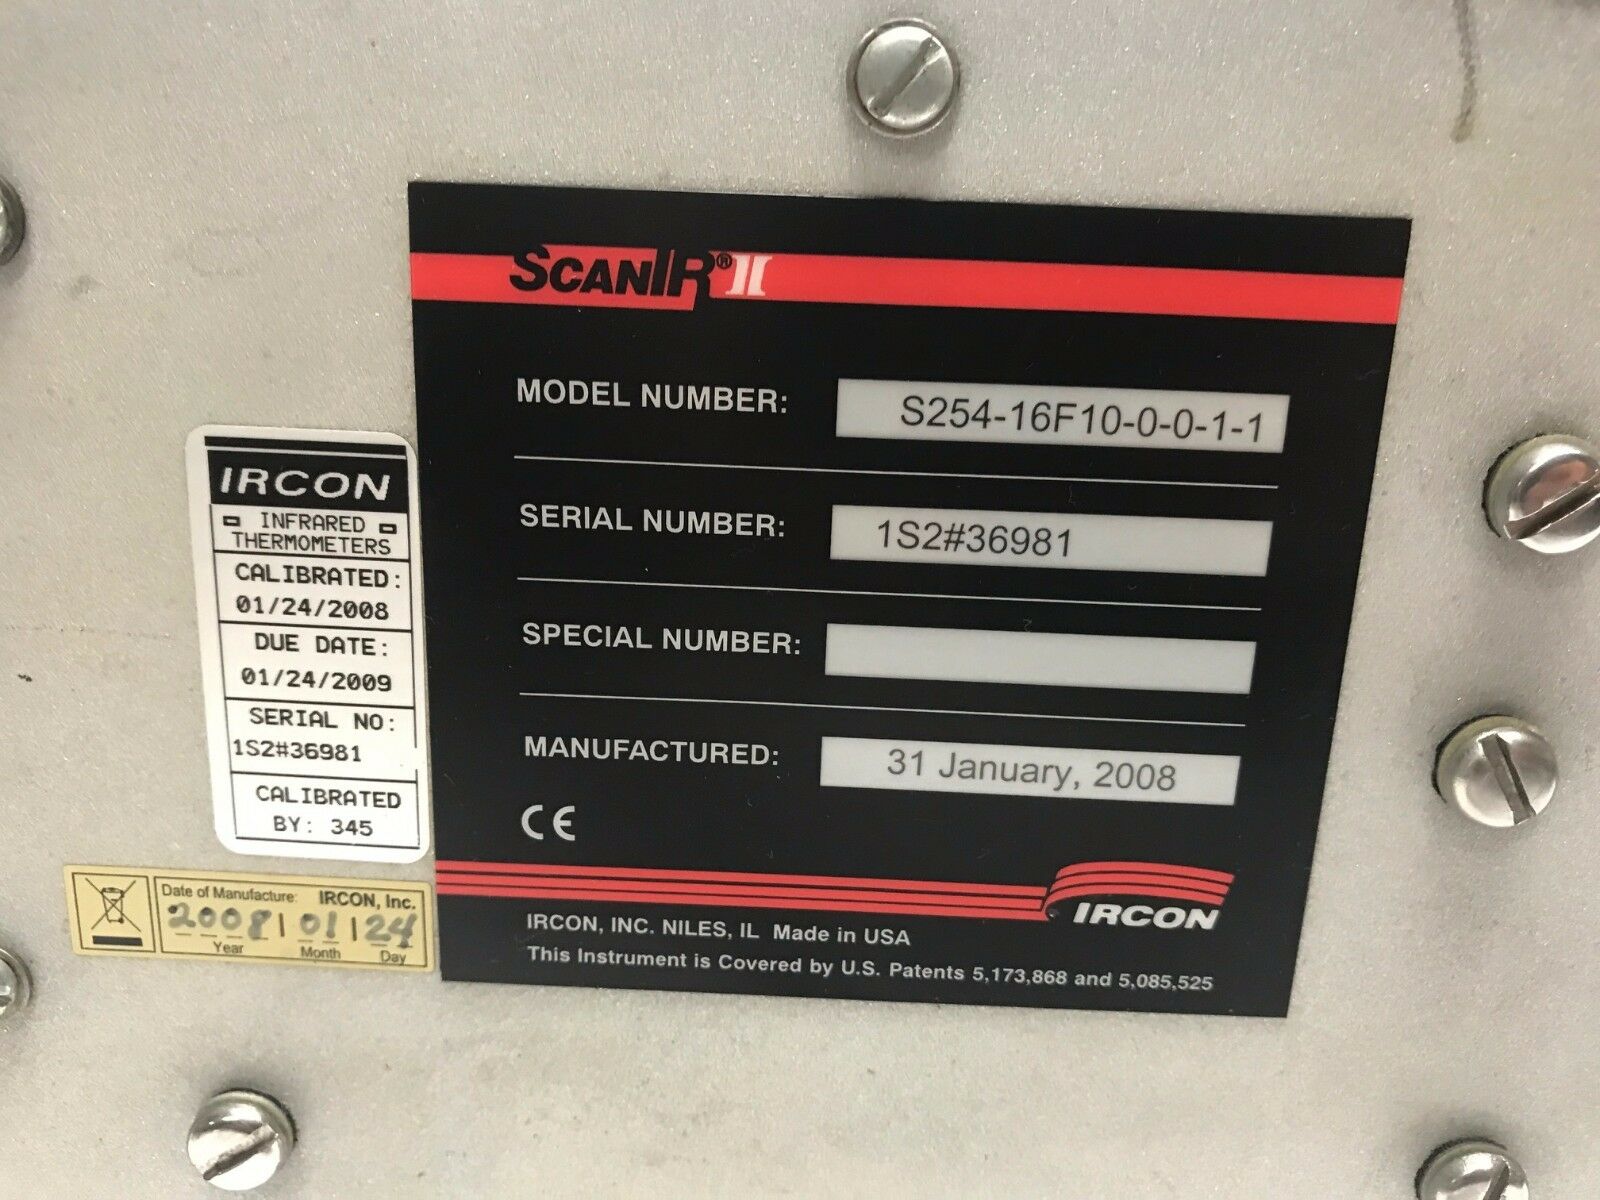 SCANIR® II
MODEL NUMBER: S254-16F10-0-0-1-1
SERIAL NUMBER: 1S2#36981
SPECIAL NUMBER:
MANUFACTURED: 31 January, 2008
CE
IRCON
IRCON, INC. NILES, IL Made in USA
This Instrument is Covered by U.S. Patents 5,173,868 and 5,085,525
IRCON
INFRARED
THERMOMETERS
CALIBRATED:
01/24/2008
DUE DATE:
01/24/2009
SERIAL NO:
1S2#36981
CALIBRATED
BY: 345
Date of Manufacture: IRCON, Inc.
2008 | 01 | 24
Year Month Day